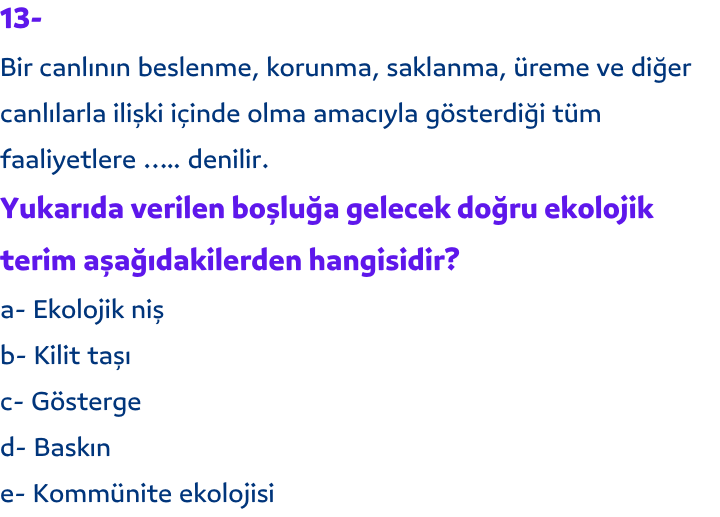 13-
Bir canlının beslenme, korunma, saklanma, üreme ve diğer
canlılarla ilişki içinde olma amacıyla gösterdiği tüm
faaliyetlere ..... denilir.
Yukarıda verilen boşluğa gelecek doğru ekolojik
terim aşağıdakilerden hangisidir?
a- Ekolojik niş
b- Kilit taşı
c- Gösterge
d- Baskın
e- Kommünite ekolojisi